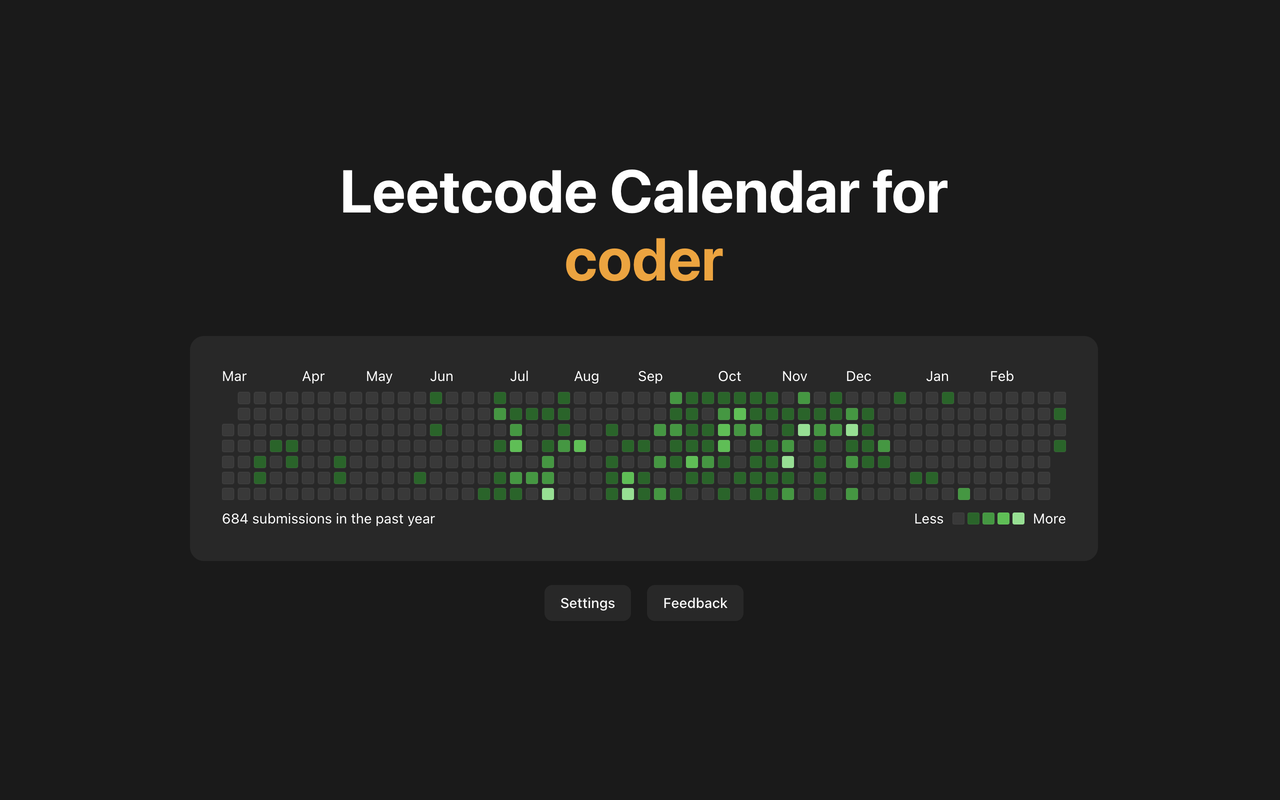 Leetcode Calendar for
coder
Mar Apr May Jun Jul Aug Sep Oct Nov Dec Jan Feb
684 submissions in the past year
Less More
Settings
Feedback